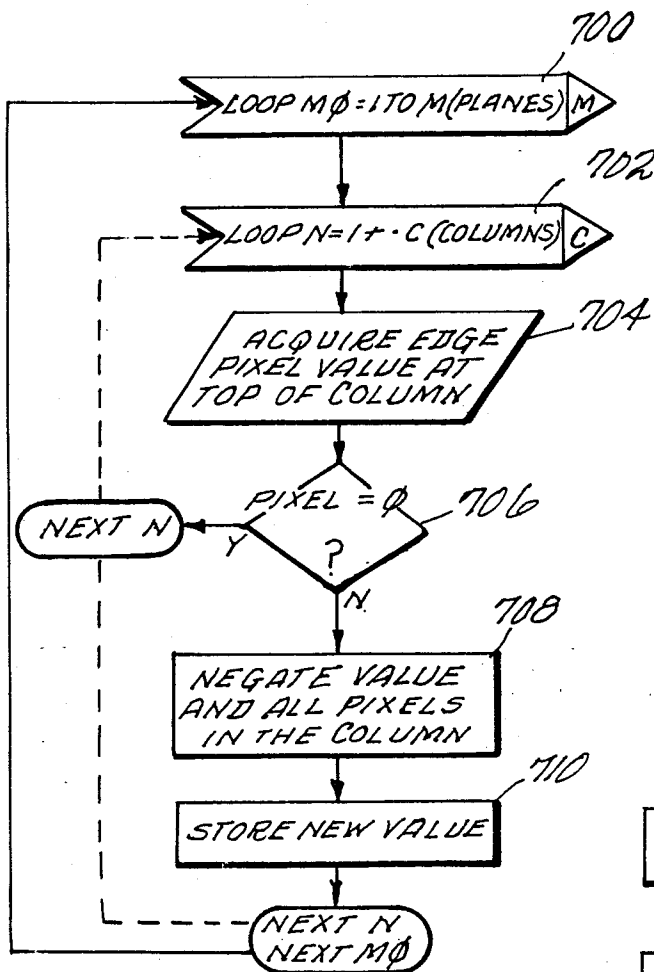 700
LOOP MØ = 1 TO M (PLANES) M
702
LOOP N = 1 + · C (COLUMNS) C
704
ACQUIRE EDGE
PIXEL VALUE AT
TOP OF COLUMN
706
PIXEL = Ø
?
Y
NEXT N
N
708
NEGATE VALUE
AND ALL PIXELS
IN THE COLUMN
710
STORE NEW VALUE
NEXT N
NEXT MØ